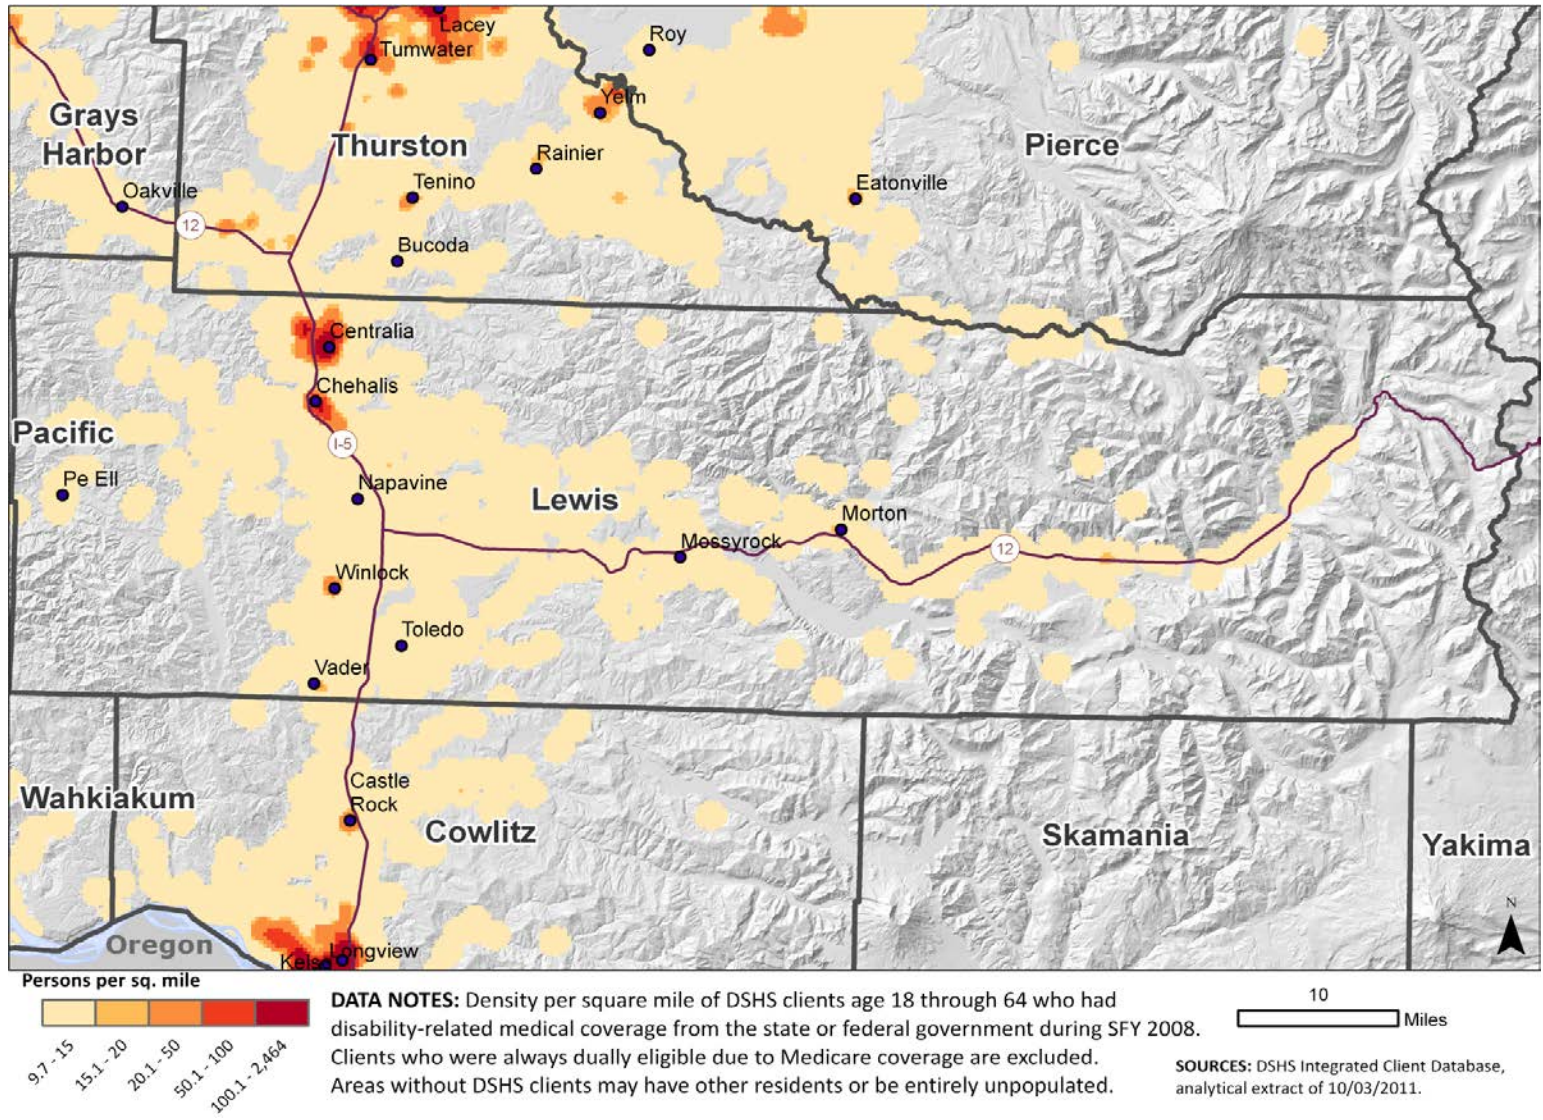 Lacey
Tumwater
Roy
Yelm
Grays
Harbor
Thurston
Pierce
Rainier
Oakville
Tenino
Eatonville
12
Bucoda
Centralia
Chehalis
Pacific
I-5
Pe Ell
Napavine
Lewis
Morton
Mossyrock
12
Winlock
Toledo
Vader
Castle
Rock
Wahkiakum
Cowlitz
Skamania
Yakima
N
Oregon
Longview
Kels
Persons per sq. mile
9.7 - 15
15.1 - 20
20.1 - 50
50.1 - 100
100.1 - 2,464
DATA NOTES: Density per square mile of DSHS clients age 18 through 64 who had
disability-related medical coverage from the state or federal government during SFY 2008.
Clients who were always dually eligible due to Medicare coverage are excluded.
Areas without DSHS clients may have other residents or be entirely unpopulated.
10
Miles
SOURCES: DSHS Integrated Client Database,
analytical extract of 10/03/2011.